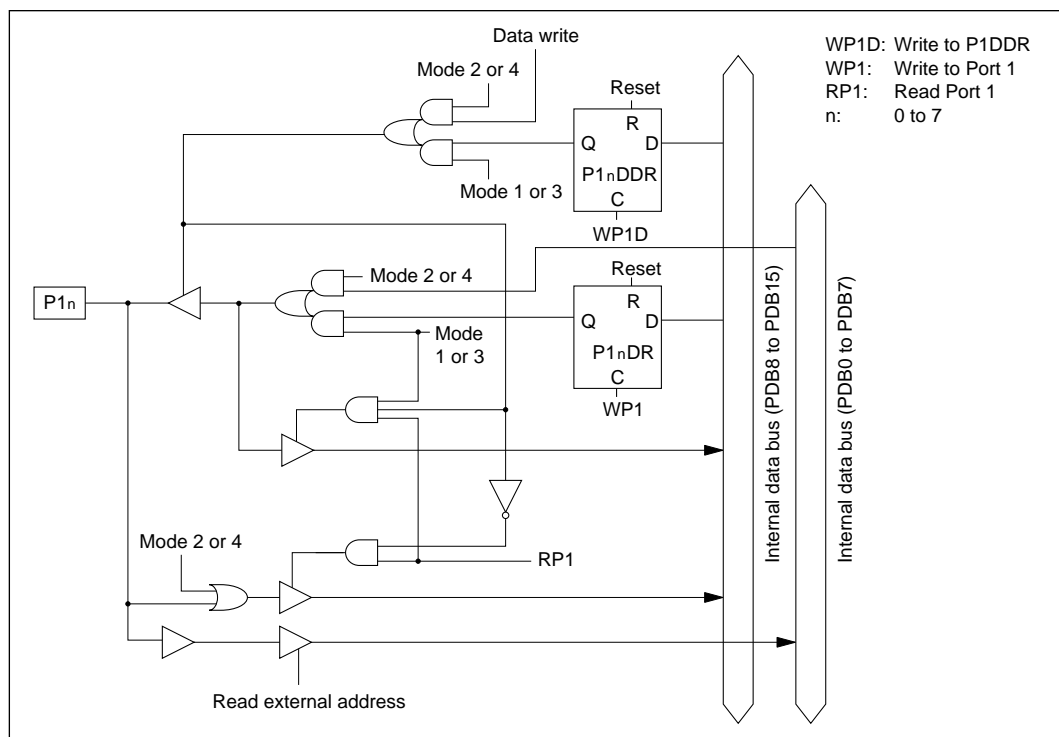 Data write
WP1D: Write to P1DDR
WP1: Write to Port 1
RP1: Read Port 1
n: 0 to 7
Mode 2 or 4
Reset
R
Q D
P1nDDR
C
Mode 1 or 3
WP1D
Mode 2 or 4
Reset
R
P1n
Q D
Mode
1 or 3
P1nDR
C
WP1
Internal data bus (PDB8 to PDB15)
Internal data bus (PDB0 to PDB7)
Mode 2 or 4
RP1
Read external address